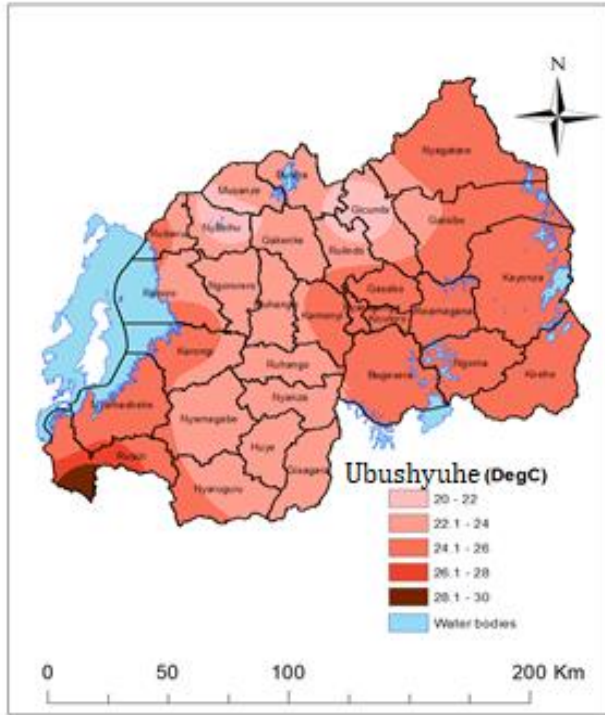 N
Nyagatare
Burera
Musanze
Gicumbi
Gatsibo
Rubavu
Nyabihu
Gakenke
Rulindo
Kayonza
Rutsiro
Ngororero
Muhanga
Gasabo
Kamonyi
Rwamagana
Karongi
Ruhango
Bugesera
Ngoma
Kirehe
Nyamasheke
Nyamagabe
Nyanza
Rusizi
Huye
Gisagara
Nyaruguru
Ubushyuhe (DegC)
20 - 22
22.1 - 24
24.1 - 26
26.1 - 28
28.1 - 30
Water bodies
0 50 100 200 Km